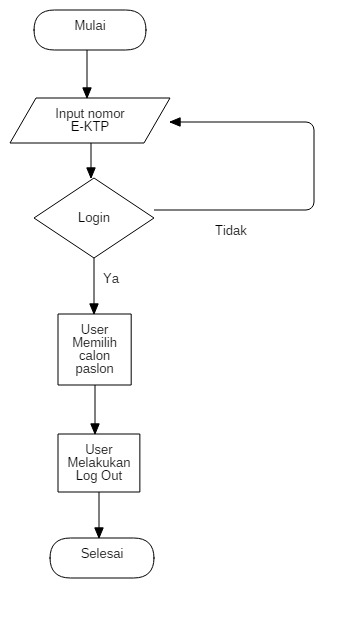 Mulai
Input nomor
E-KTP
Login
Tidak
Ya
User
Memilih
calon
paslon
User
Melakukan
Log Out
Selesai